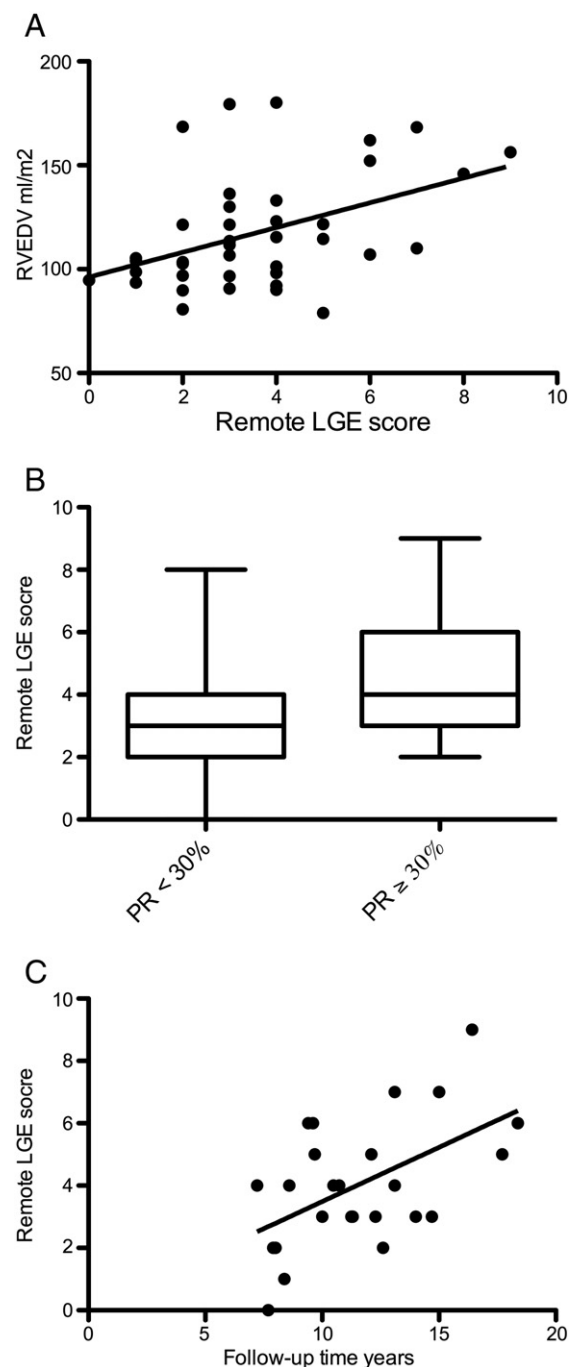 A
200
150
100
50
RVEDV ml/m2
0 2 4 6 8 10
Remote LGE score
B
10
8
6
4
2
0
Remote LGE socre
PR < 30%
PR ≥ 30%
C
10
8
6
4
2
0
Remote LGE socre
0 5 10 15 20
Follow-up time years